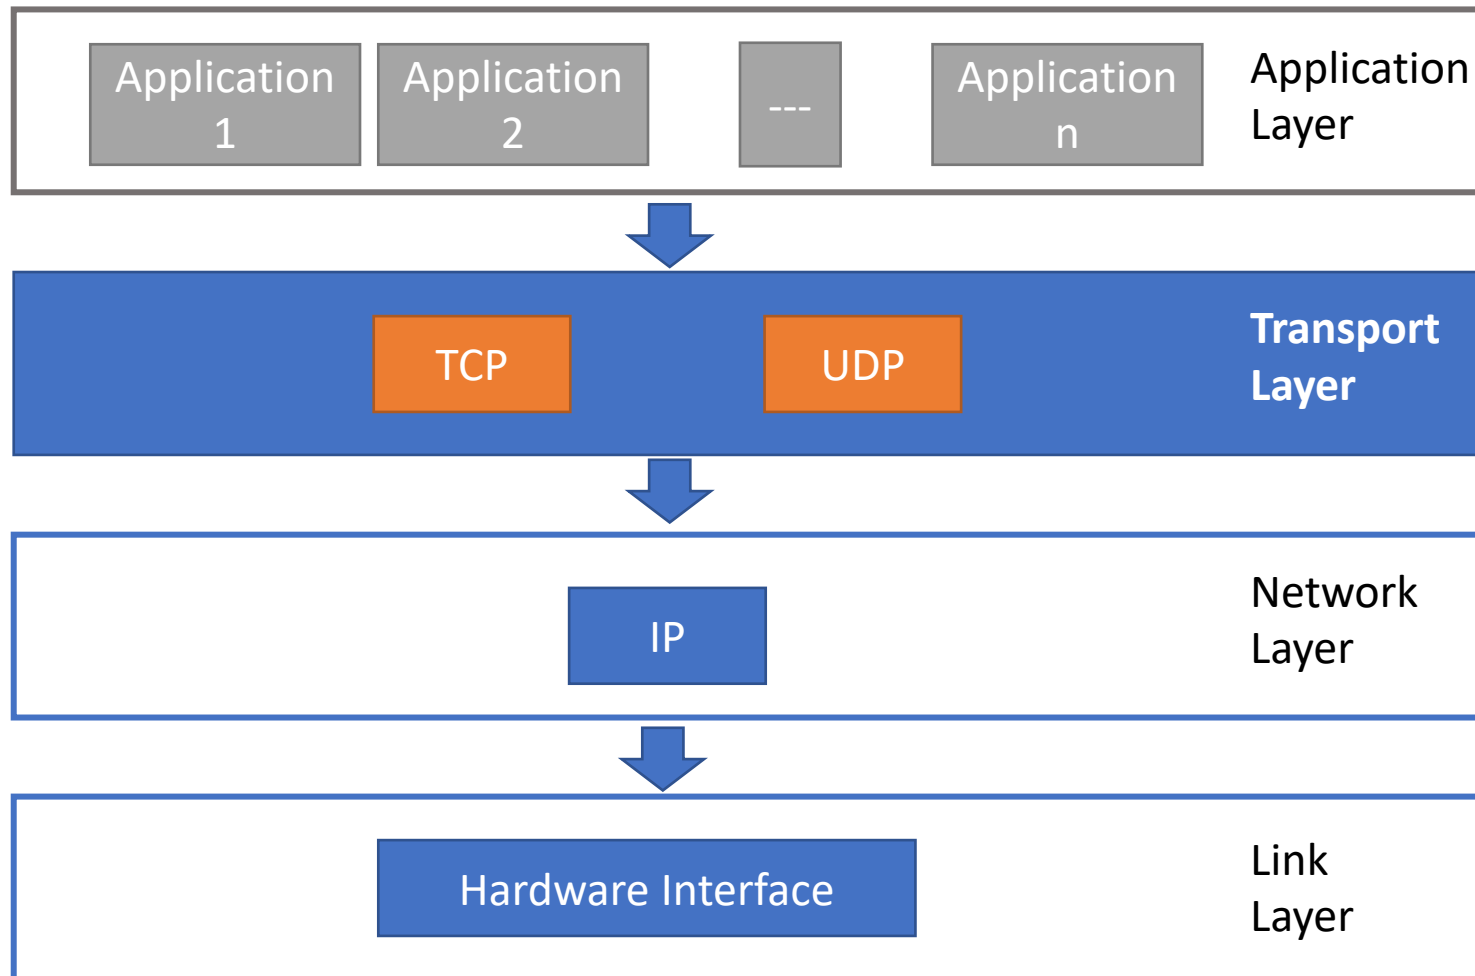 Application
1
Application
2
---
Application
n
Application
Layer
TCP
UDP
Transport
Layer
IP
Network
Layer
Hardware Interface
Link
Layer